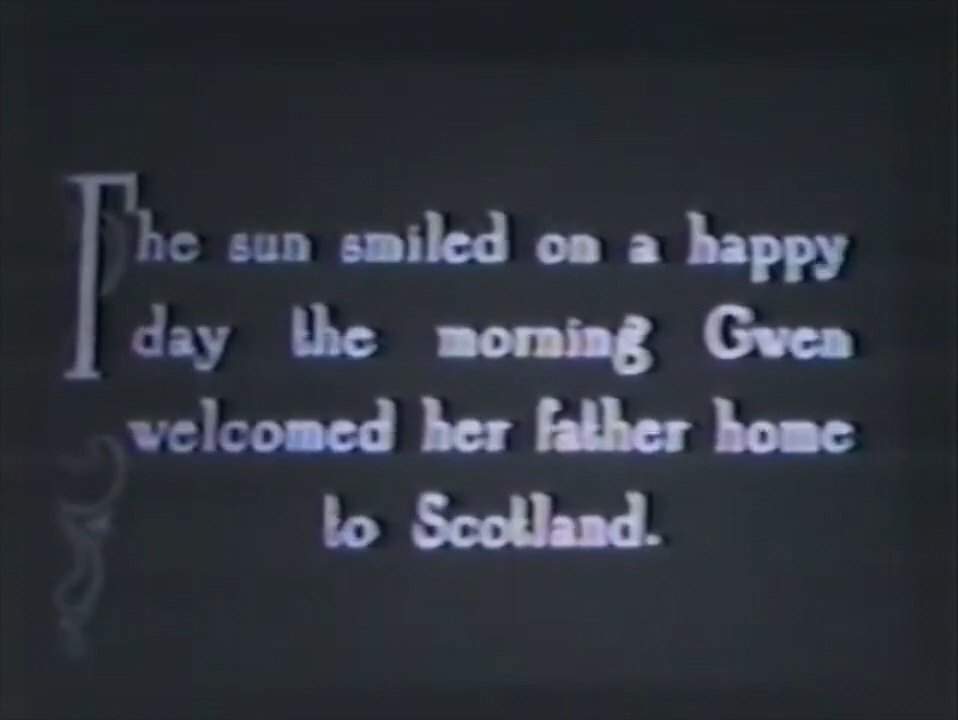 The sun smiled on a happy
day the morning Gwen
welcomed her father home
to Scotland.